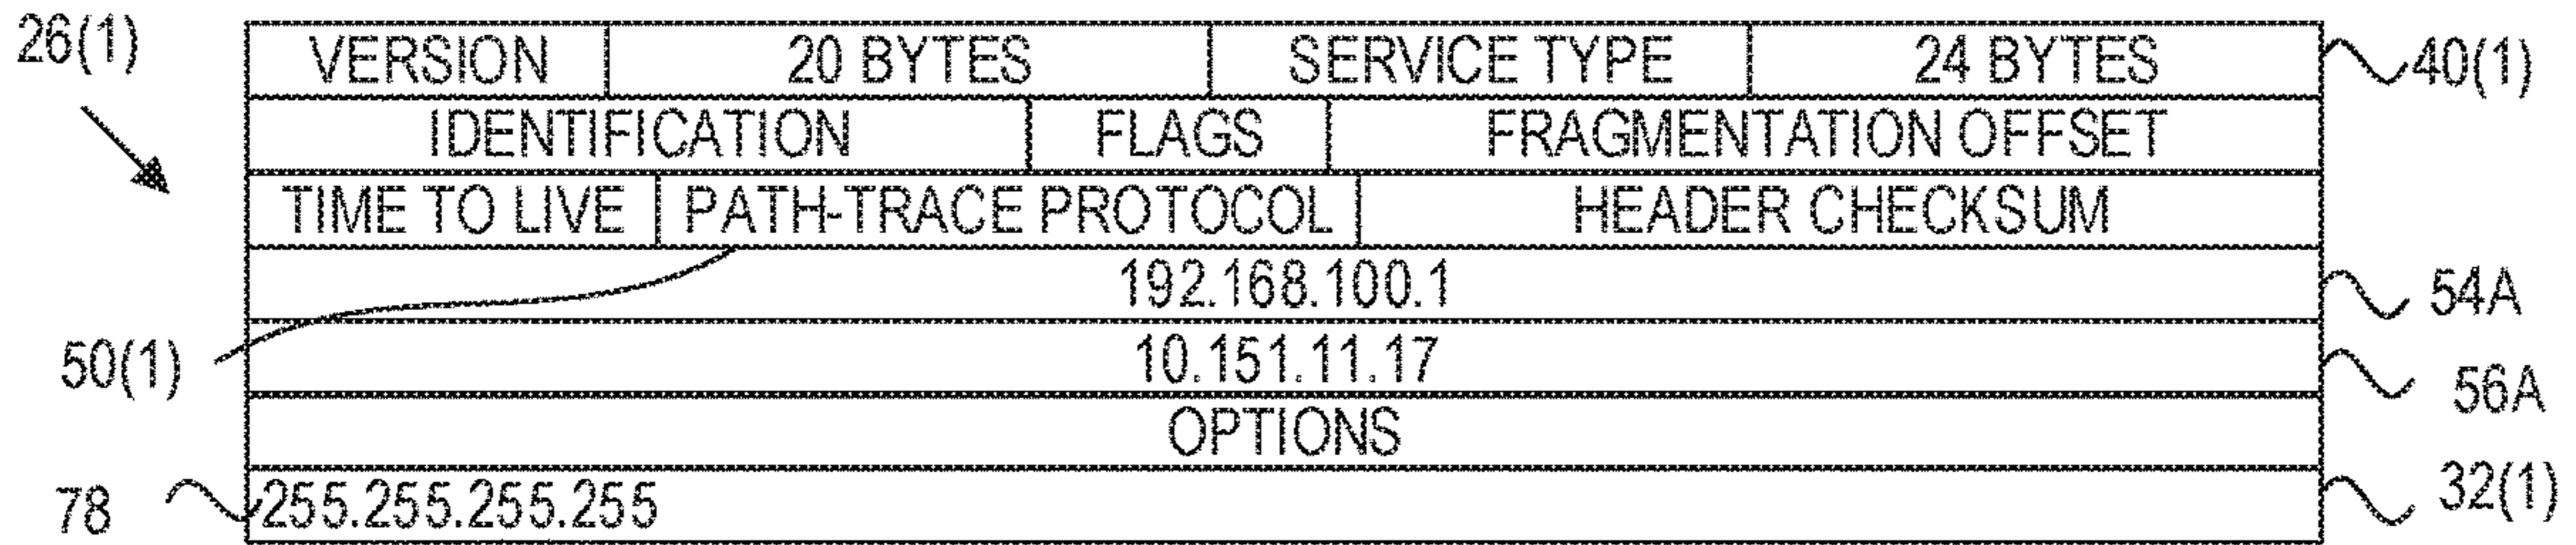 26(1) VERSION 20 BYTES SERVICE TYPE 24 BYTES 40(1)
IDENTIFICATION FLAGS FRAGMENTATION OFFSET
TIME TO LIVE PATH-TRACE PROTOCOL HEADER CHECKSUM
192.168.100.1 54A
50(1) 10.151.11.17 56A
OPTIONS
78 255.255.255.255 32(1)